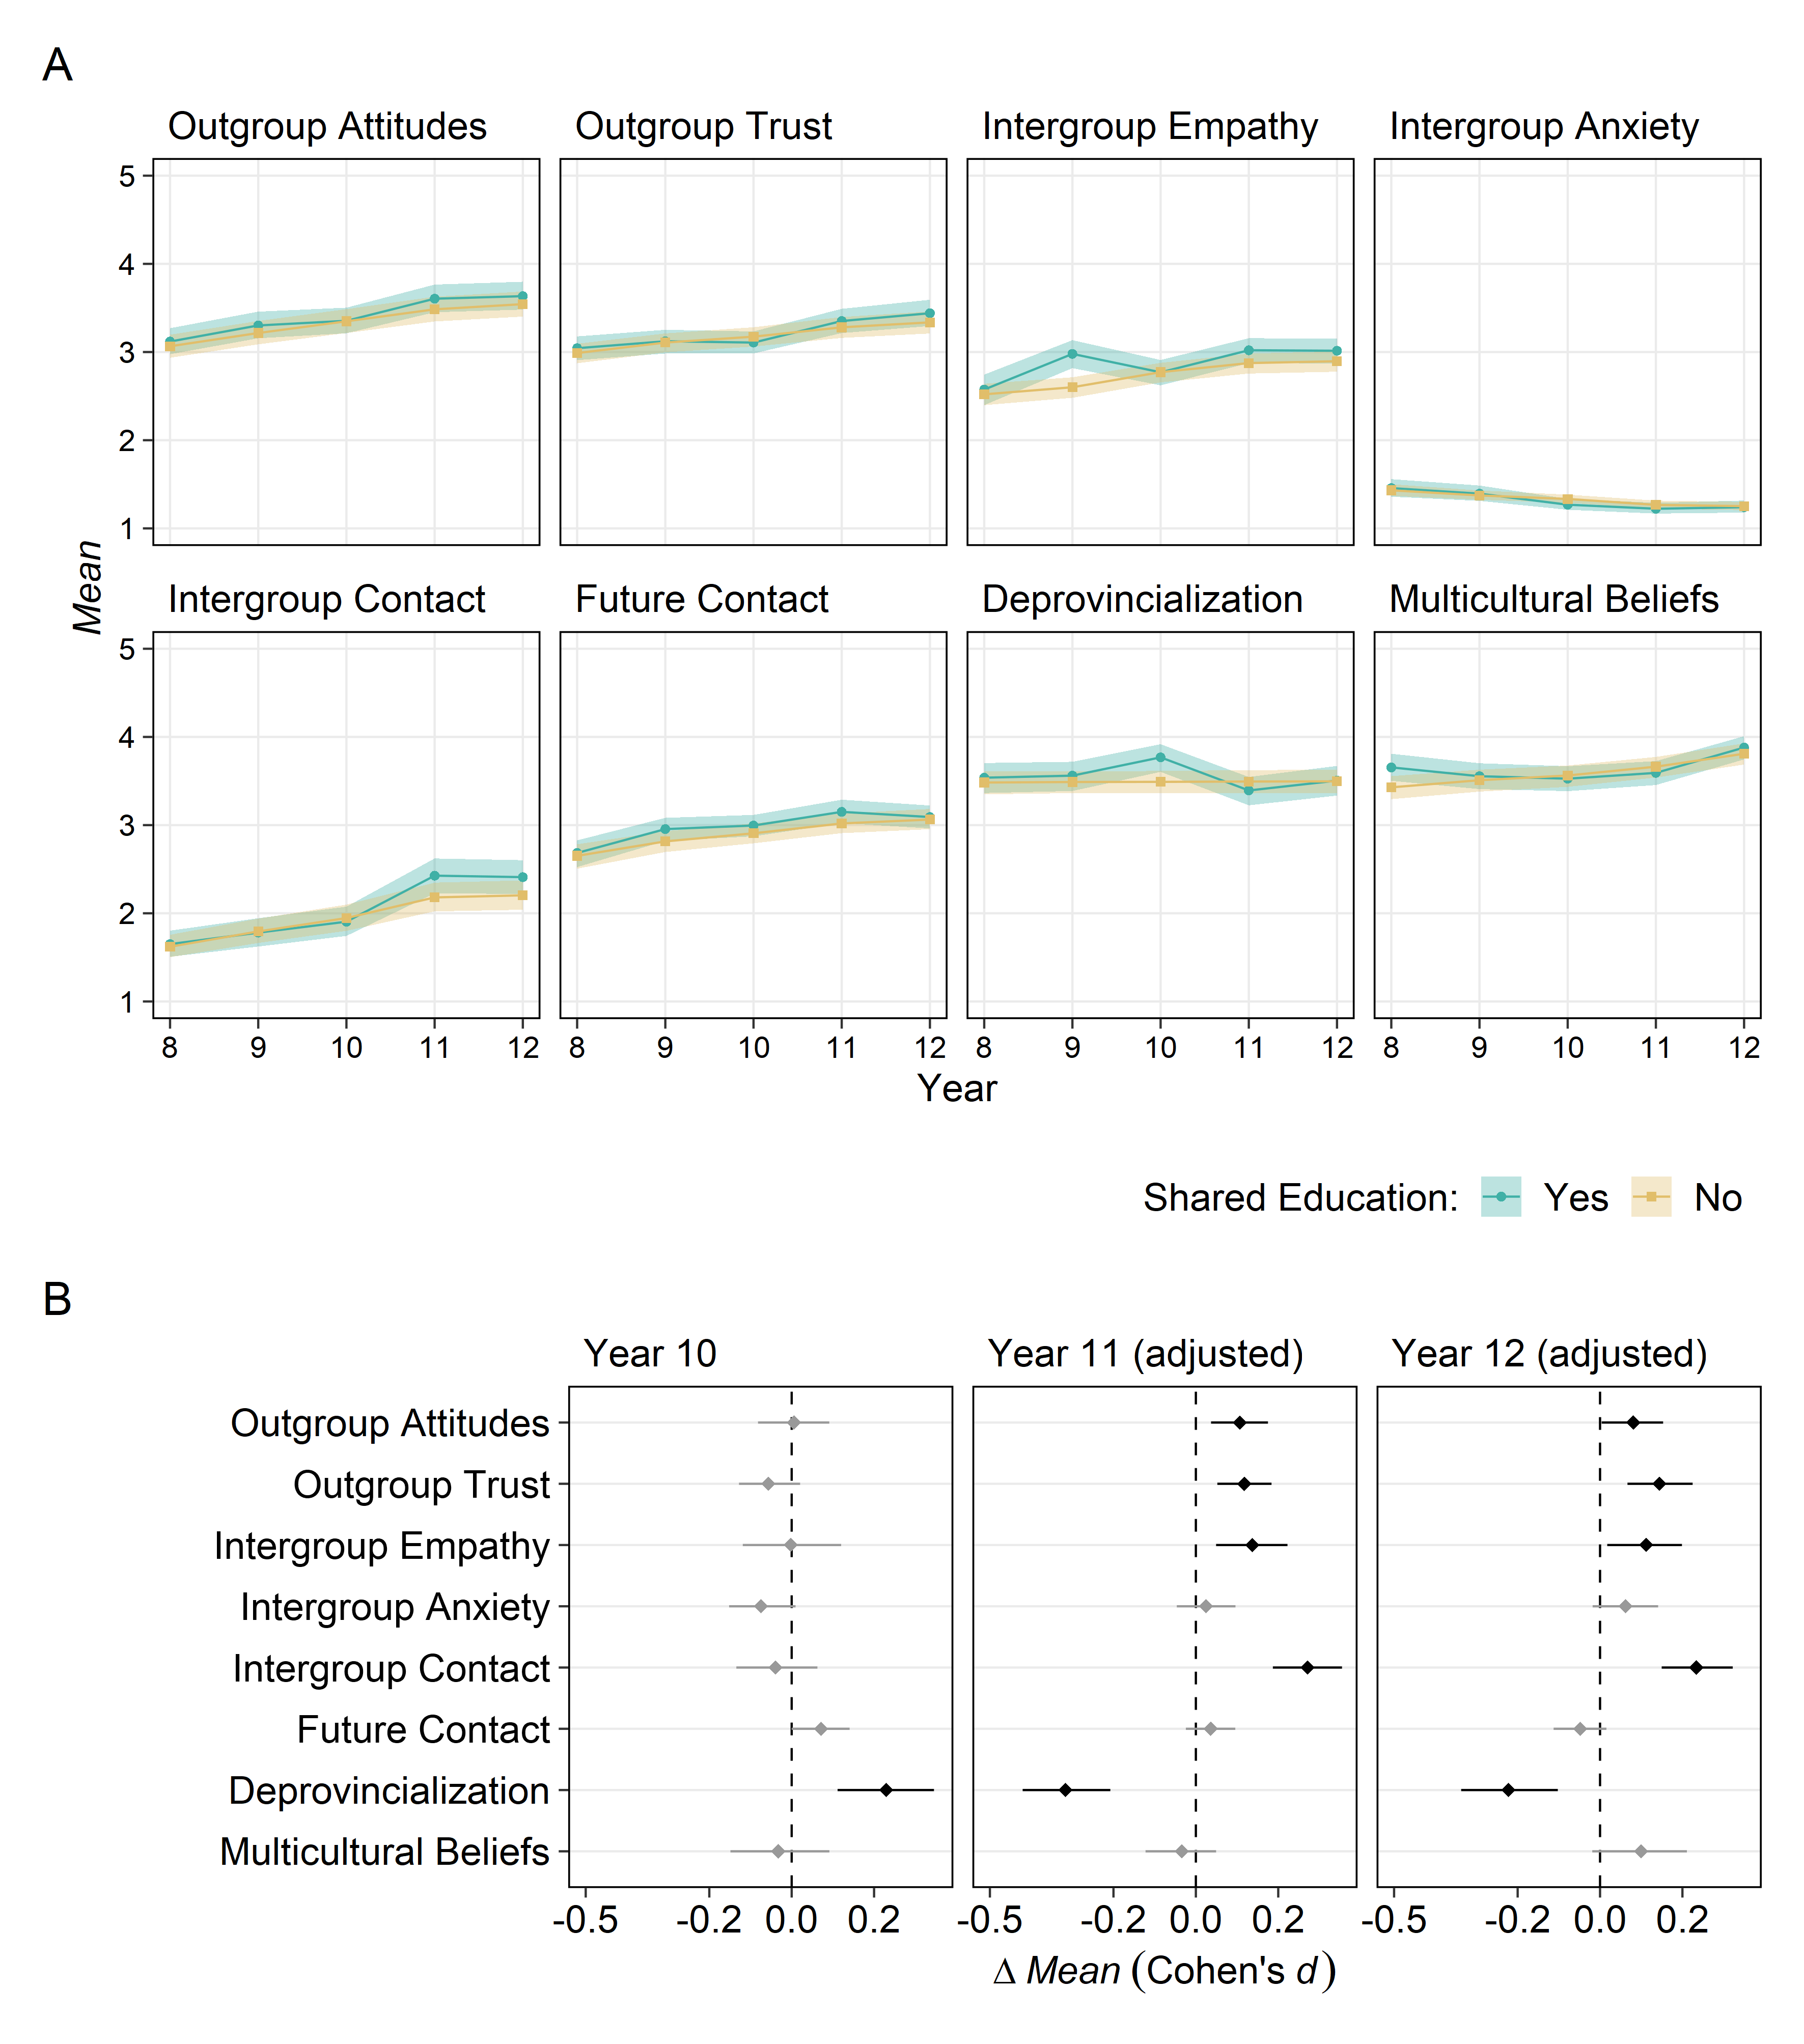 A
Outgroup Attitudes
Outgroup Trust
Intergroup Empathy
Intergroup Anxiety
5
4
3
2
1
Mean
Intergroup Contact
Future Contact
Deprovincialization
Multicultural Beliefs
5
4
3
2
1
8 9 10 11 12
8 9 10 11 12
8 9 10 11 12
8 9 10 11 12
Year
Shared Education: Yes No
B
Year 10
Year 11 (adjusted)
Year 12 (adjusted)
Outgroup Attitudes
Outgroup Trust
Intergroup Empathy
Intergroup Anxiety
Intergroup Contact
Future Contact
Deprovincialization
Multicultural Beliefs
-0.5 -0.2 0.0 0.2
-0.5 -0.2 0.0 0.2
-0.5 -0.2 0.0 0.2
Δ Mean (Cohen's d)